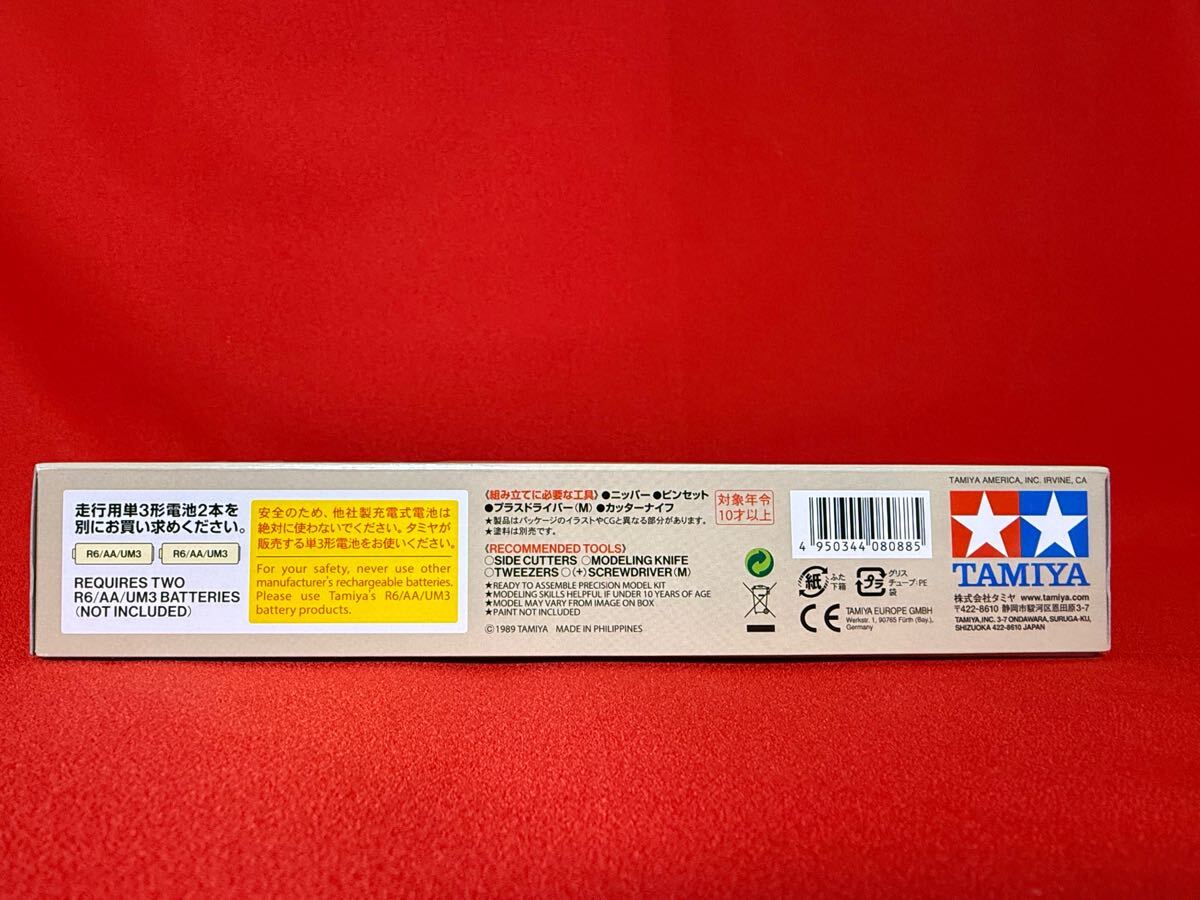 走行用単3形電池2本を
別にお買い求めください。
R6/AA/UM3
R6/AA/UM3
REQUIRES TWO
R6/AA/UM3 BATTERIES
(NOT INCLUDED)
安全のため、他社製充電式電池は
絶対に使わないでください。タミヤが
販売する単3形電池をお使いください。
For your safety, never use other
manufacturer's rechargeable batteries.
Please use Tamiya's R6/AA/UM3
battery products.
《組み立てに必要な工具》●ニッパー●ピンセット
●プラスドライバー(M)●カッターナイフ
★製品はパッケージのイラストやCGと異なる部分があります。
★塗料は別売です。
《RECOMMENDED TOOLS》
○SIDE CUTTERS ○MODELING KNIFE
○TWEEZERS ○(+)SCREWDRIVER(M)
★READY TO ASSEMBLE PRECISION MODEL KIT
★MODELING SKILLS HELPFUL IF UNDER 10 YEARS OF AGE
★MODEL MAY VARY FROM IMAGE ON BOX
★PAINT NOT INCLUDED
©1989 TAMIYA MADE IN PHILIPPINES
対象年令
10才以上
4 950344 080885
紙 ふた
下箱
プラ グリス
チューブ:PE
CE
TAMIYA EUROPE GMBH
Werkstr. 1, 90765 Fürth (Bay.),
Germany
TAMIYA AMERICA, INC. IRVINE, CA
TAMIYA
株式会社タミヤ www.tamiya.com
〒422-8610 静岡市駿河区恩田原3-7
TAMIYA,INC. 3-7 ONDAWARA, SURUGA-KU,
SHIZUOKA 422-8610 JAPAN